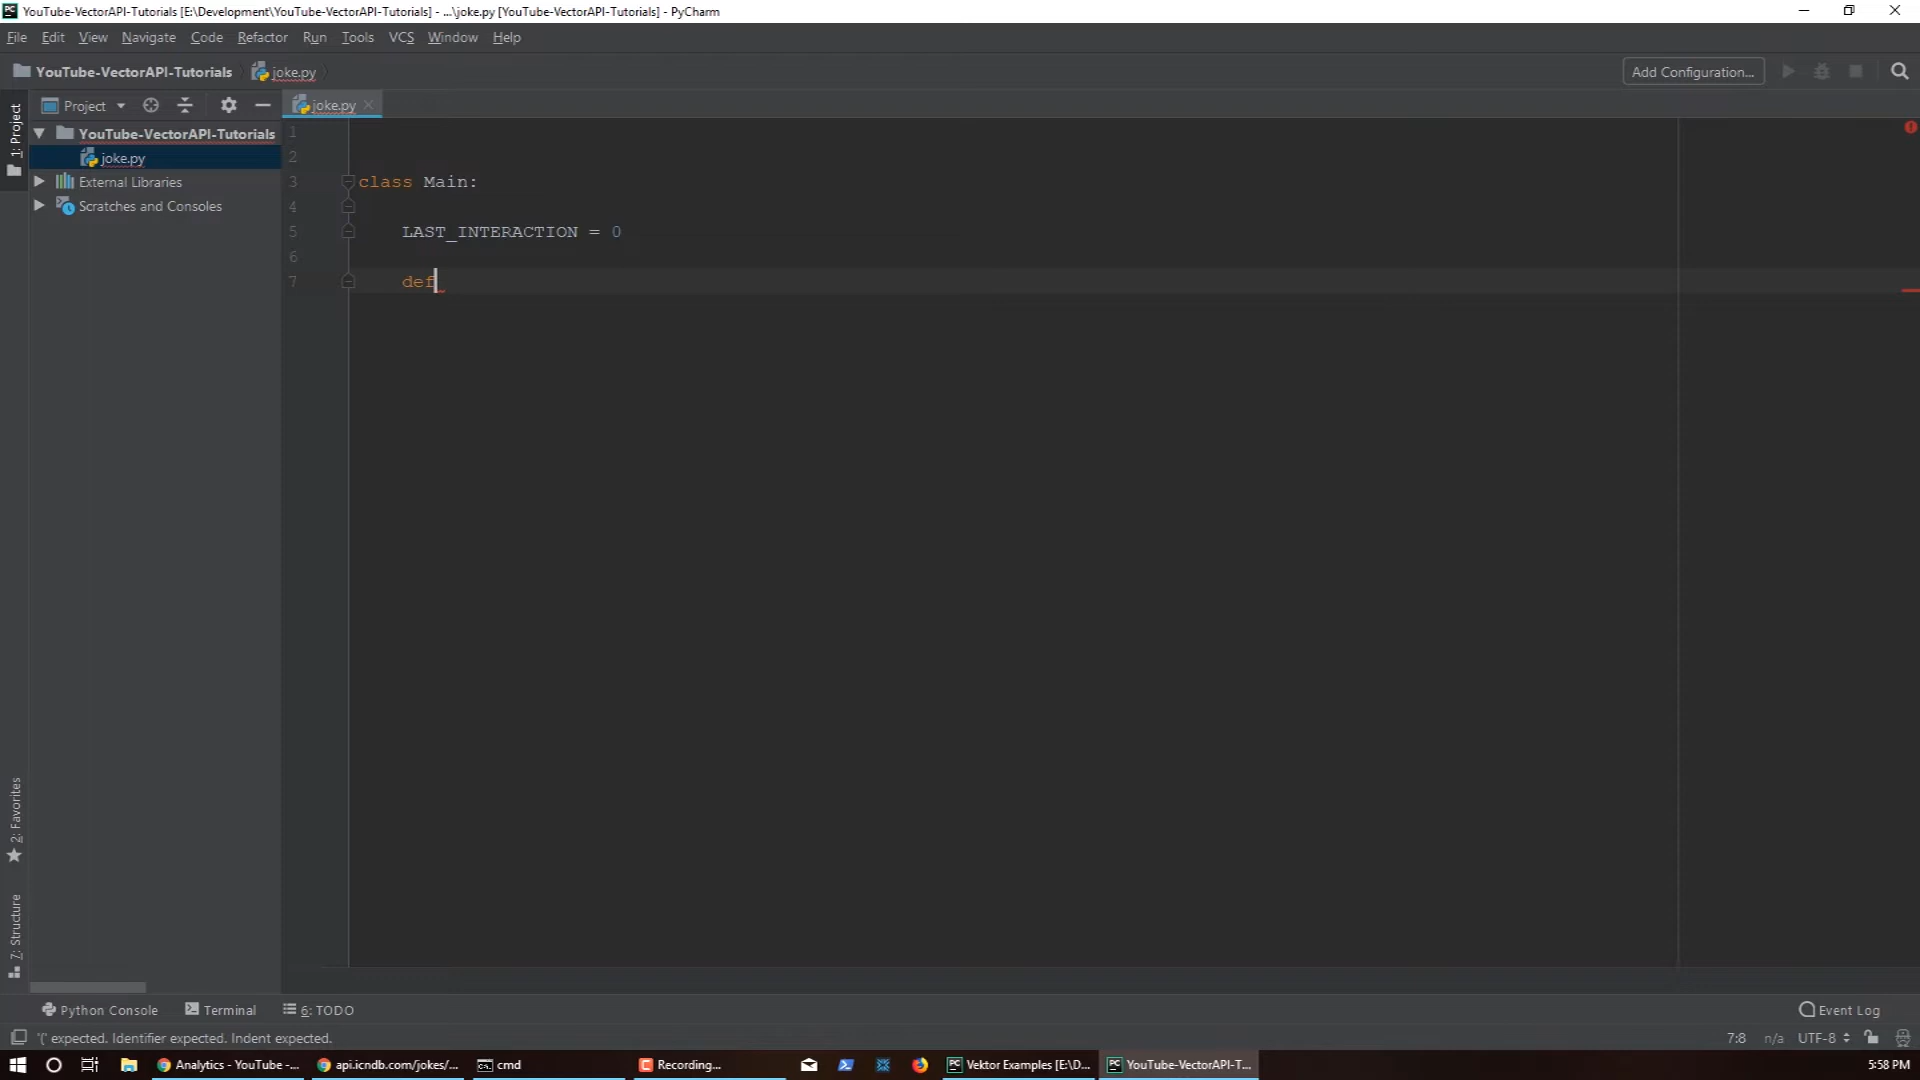 YouTube-VectorAPI-Tutorials [E:\Development\YouTube-VectorAPI-Tutorials] - ...\joke.py [YouTube-VectorAPI-Tutorials] - PyCharm
File Edit View Navigate Code Refactor Run Tools VCS Window Help
YouTube-VectorAPI-Tutorials joke.py Add Configuration...
Project joke.py
1: Project
YouTube-VectorAPI-Tutorials
joke.py
External Libraries
Scratches and Consoles
1
2
3 class Main:
4
5 LAST_INTERACTION = 0
6
7 def
2: Favorites
7: Structure
Python Console Terminal 6: TODO Event Log
'(' expected. Identifier expected. Indent expected. 7:8 n/a UTF-8
Analytics - YouTube -... api.icndb.com/jokes/... cmd Recording... Vektor Examples [E:\D... YouTube-VectorAPI-T... 5:58 PM